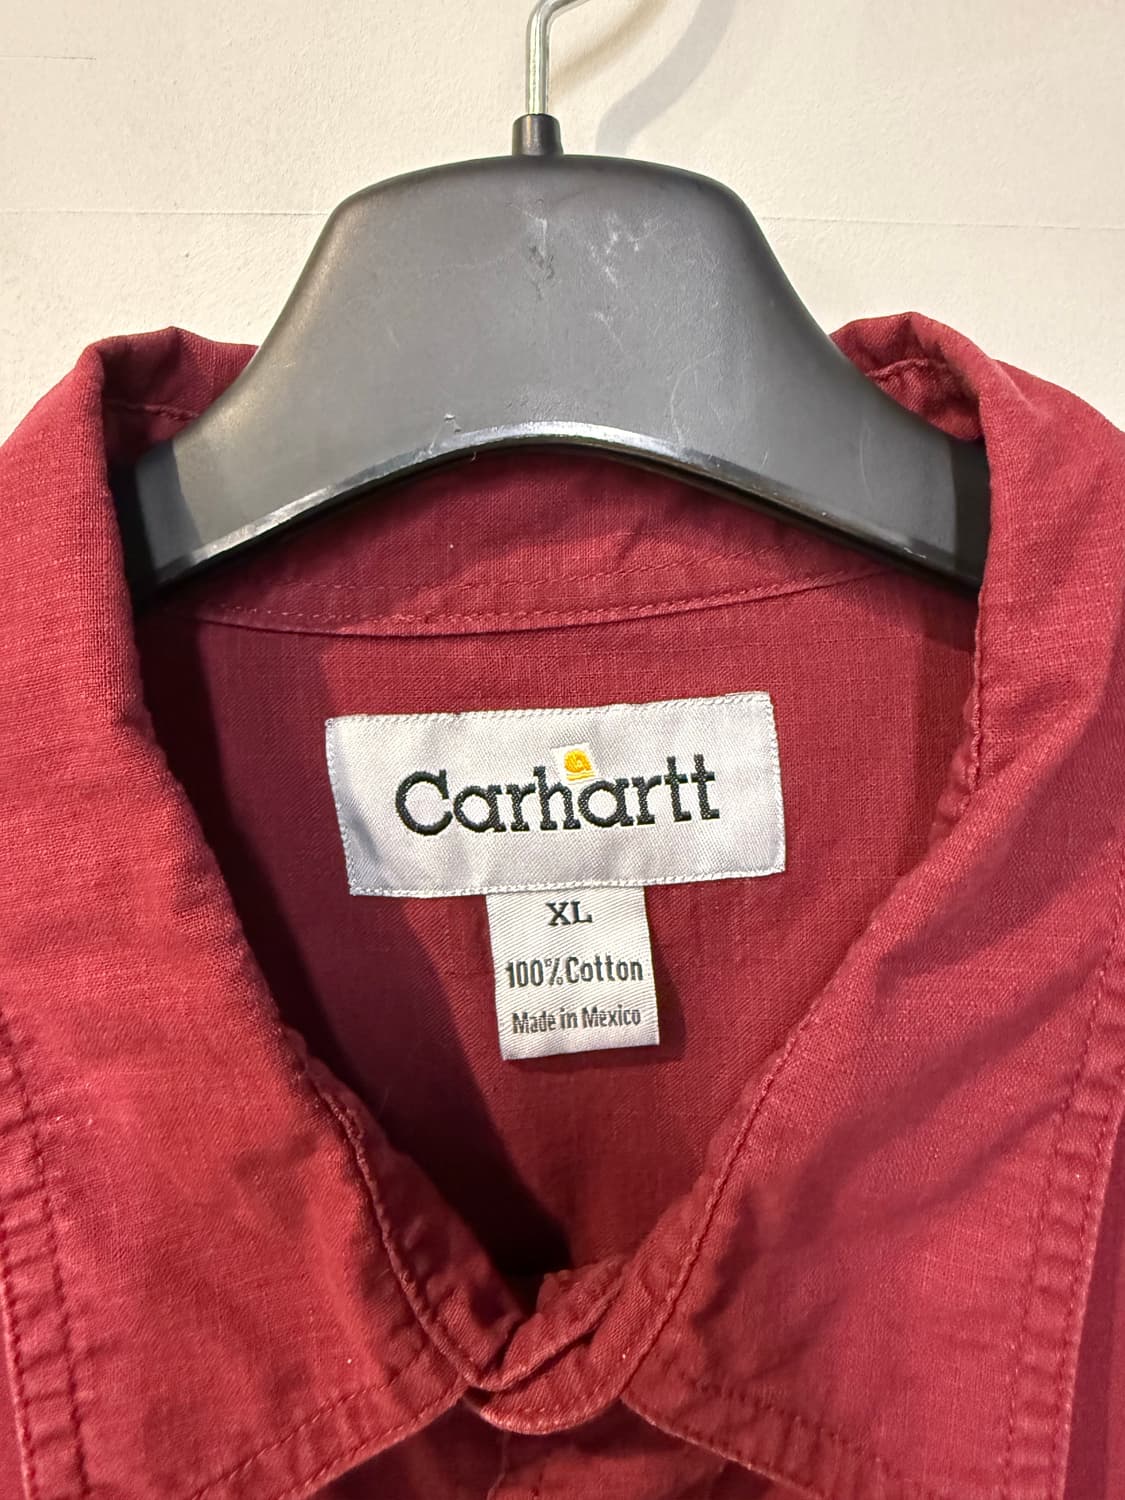 Carhartt
XL
100% Cotton
Made in Mexico